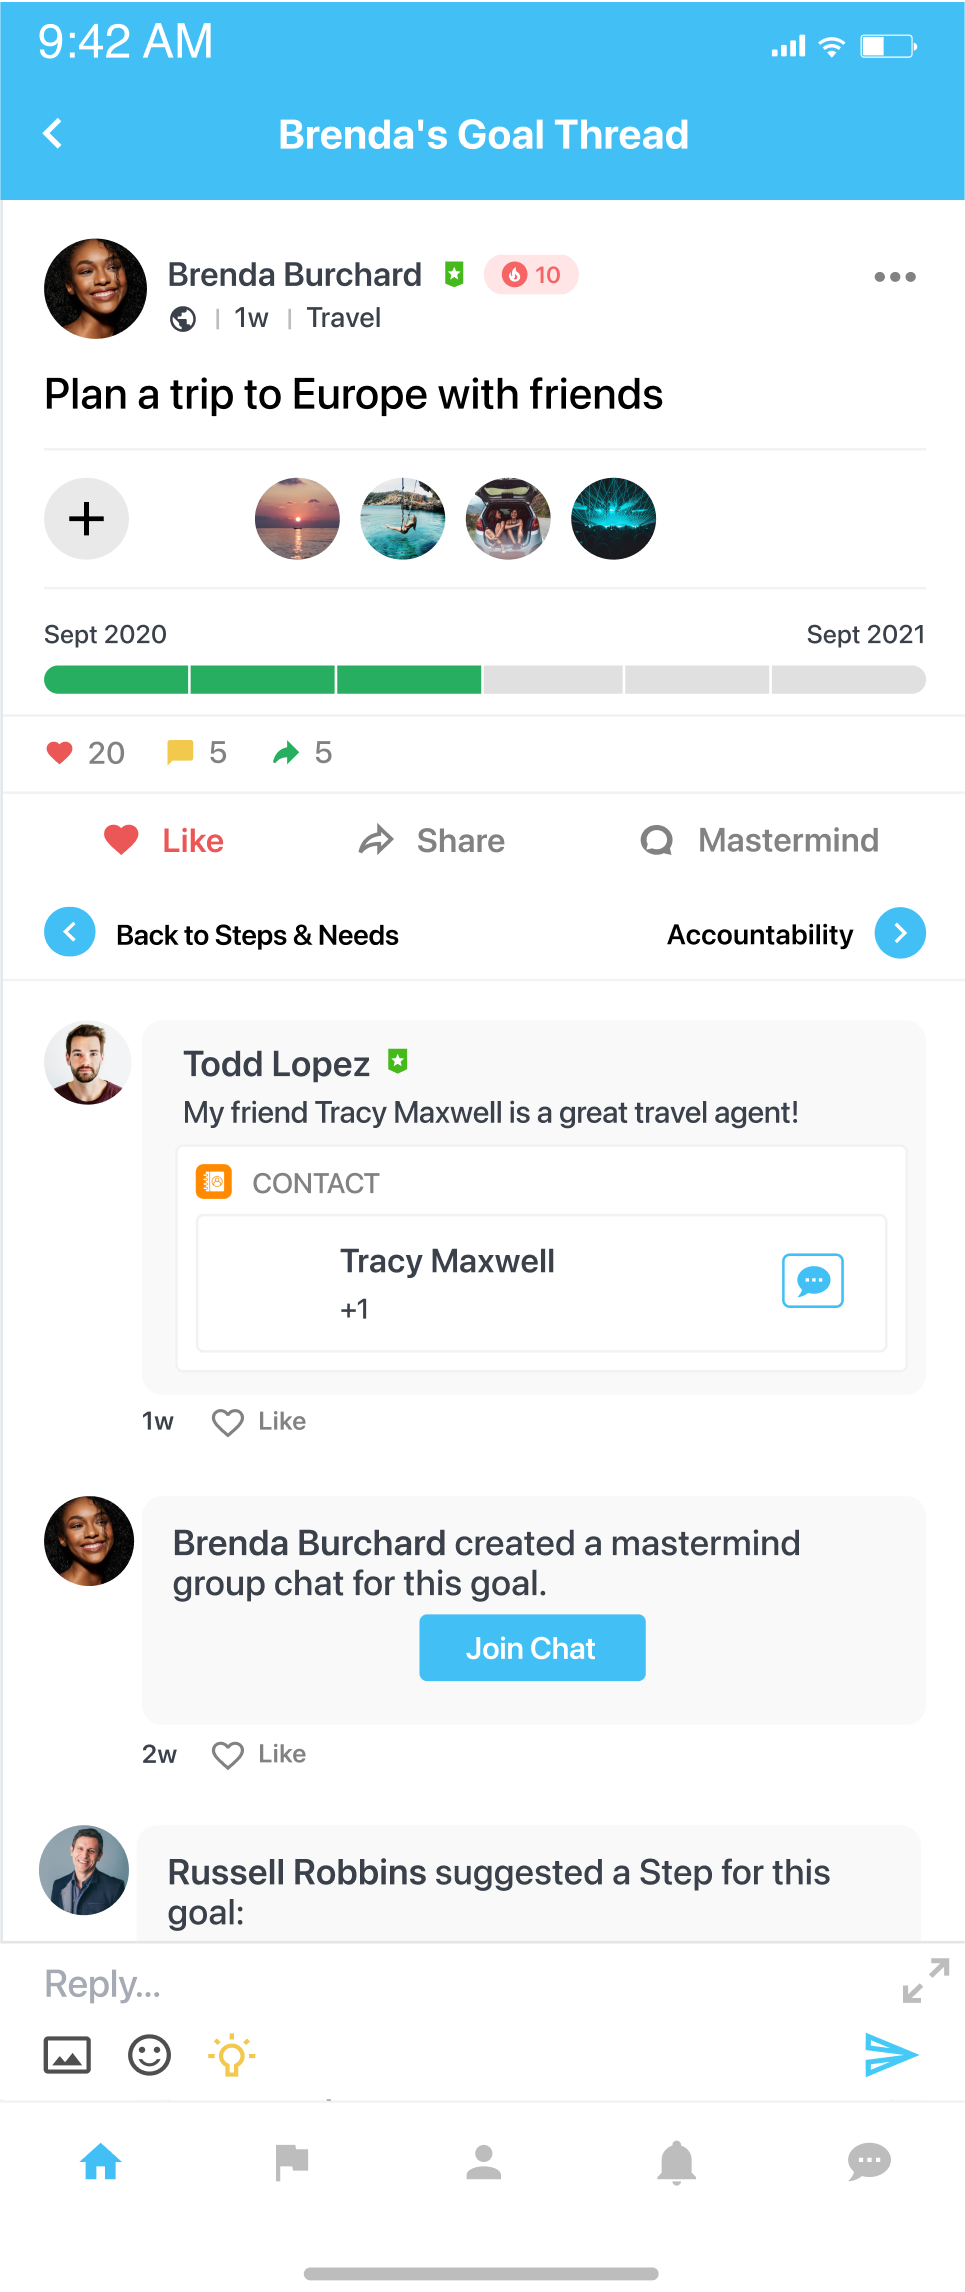 9:42 AM
Brenda's Goal Thread
Brenda Burchard 10
1w | Travel
Plan a trip to Europe with friends
Sept 2020 Sept 2021
20 5 5
Like Share Mastermind
Back to Steps & Needs Accountability
Todd Lopez
My friend Tracy Maxwell is a great travel agent!
CONTACT
Tracy Maxwell
+1
1w Like
Brenda Burchard created a mastermind
group chat for this goal.
Join Chat
2w Like
Russell Robbins suggested a Step for this
goal:
Reply...